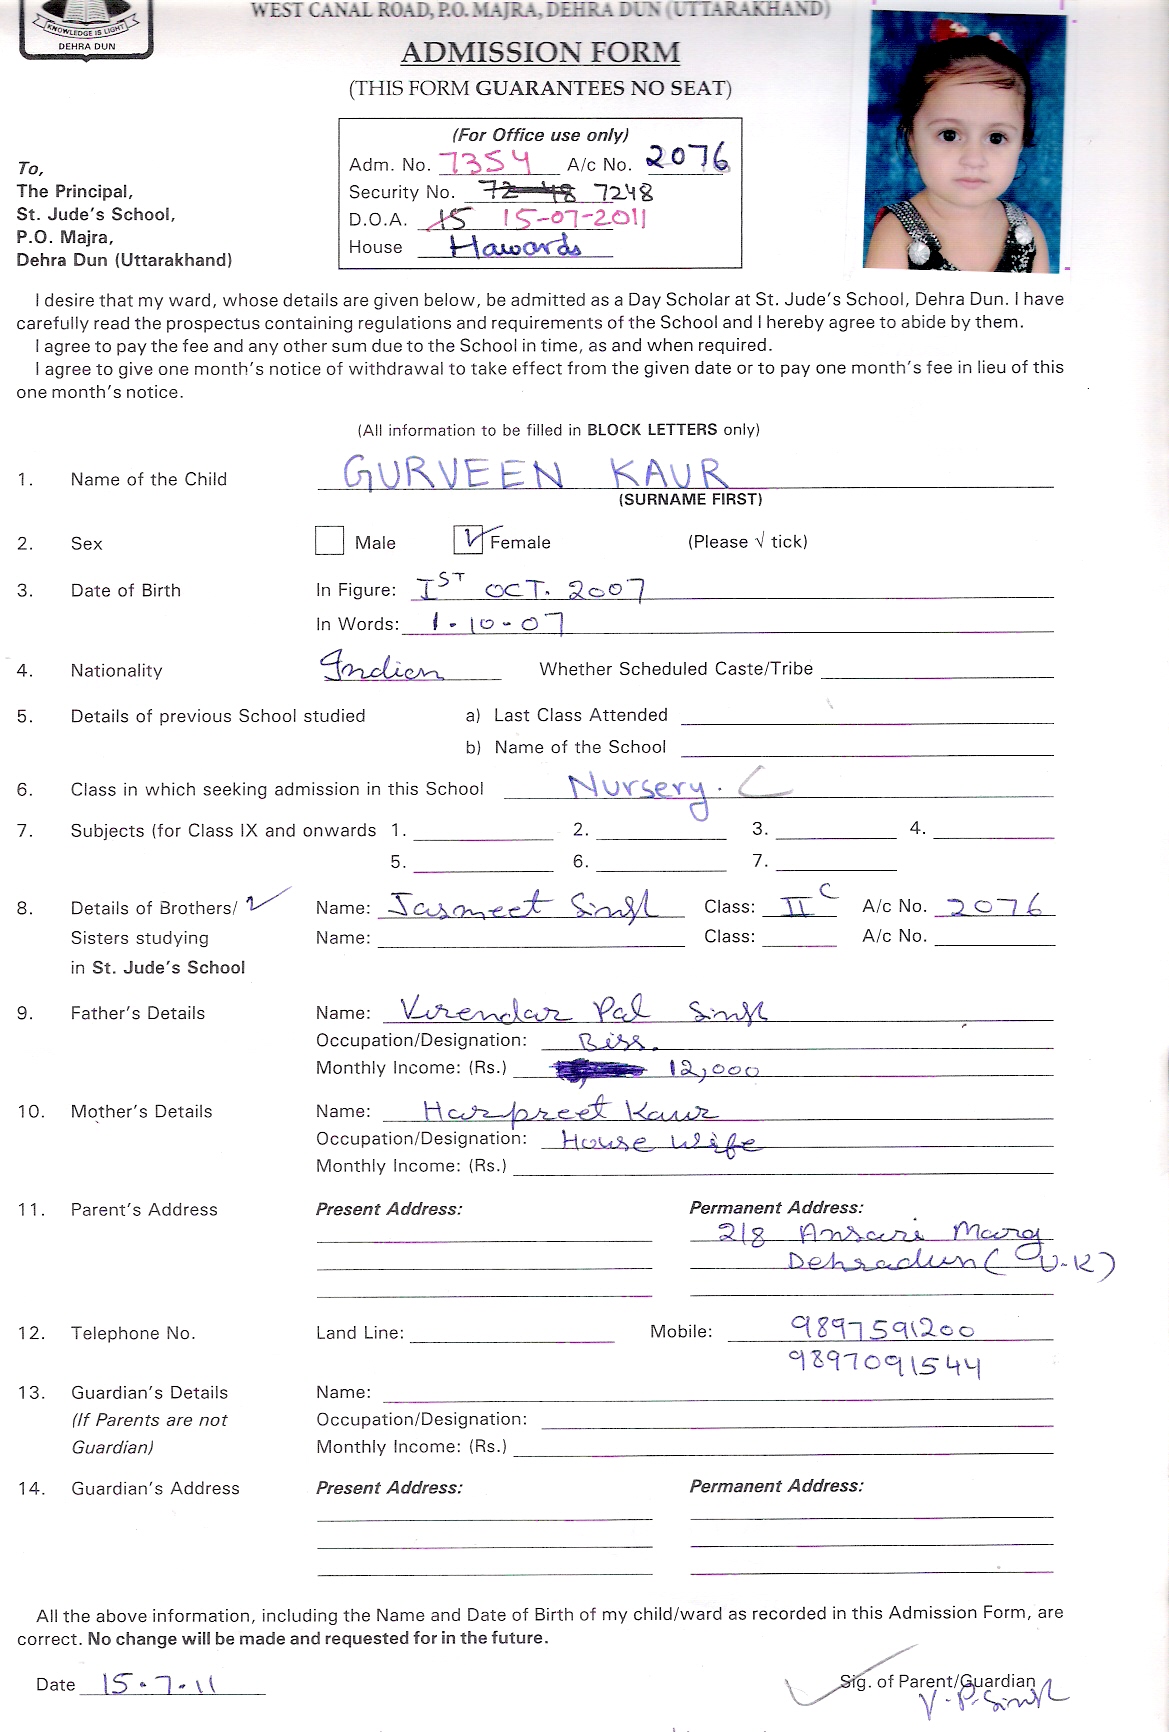 KNOWLEDGE IS LIGHT
DEHRA DUN
WEST CANAL ROAD, P.O. MAJRA, DEHRA DUN (UTTARAKHAND)
ADMISSION FORM
(THIS FORM GUARANTEES NO SEAT)
(For Office use only)
Adm. No. 7354 A/c No. 2076
Security No. 7248 7248
D.O.A. 15 15-07-2011
House Hawards
To,
The Principal,
St. Jude's School,
P.O. Majra,
Dehra Dun (Uttarakhand)
I desire that my ward, whose details are given below, be admitted as a Day Scholar at St. Jude's School, Dehra Dun. I have
carefully read the prospectus containing regulations and requirements of the School and I hereby agree to abide by them.
I agree to pay the fee and any other sum due to the School in time, as and when required.
I agree to give one month's notice of withdrawal to take effect from the given date or to pay one month's fee in lieu of this
one month's notice.
(All information to be filled in BLOCK LETTERS only)
1. Name of the Child GURVEEN KAUR
(SURNAME FIRST)
2. Sex Male Female (Please √ tick)
3. Date of Birth In Figure: IST OCT. 2007
In Words: 1-10-07
4. Nationality Indian Whether Scheduled Caste/Tribe
5. Details of previous School studied a) Last Class Attended
b) Name of the School
6. Class in which seeking admission in this School Nursery. C
7. Subjects (for Class IX and onwards 1. 2. 3. 4.
5. 6. 7.
8. Details of Brothers/ Name: Jasmeet Singh Class: II C A/c No. 2076
Sisters studying Name: Class: A/c No.
in St. Jude's School
9. Father's Details Name: Virendar Pal Singh
Occupation/Designation: Biss.
Monthly Income: (Rs.) 12,000
10. Mother's Details Name: Harpreet Kaur
Occupation/Designation: House Wife
Monthly Income: (Rs.)
11. Parent's Address Present Address: Permanent Address:
218 Ansari Marg
Dehradun (U-K)
12. Telephone No. Land Line: Mobile: 9897591200
9897091544
13. Guardian's Details Name:
(If Parents are not Occupation/Designation:
Guardian) Monthly Income: (Rs.)
14. Guardian's Address Present Address: Permanent Address:
All the above information, including the Name and Date of Birth of my child/ward as recorded in this Admission Form, are
correct. No change will be made and requested for in the future.
Date 15-7-11 Sig. of Parent/Guardian
V.P. Singh